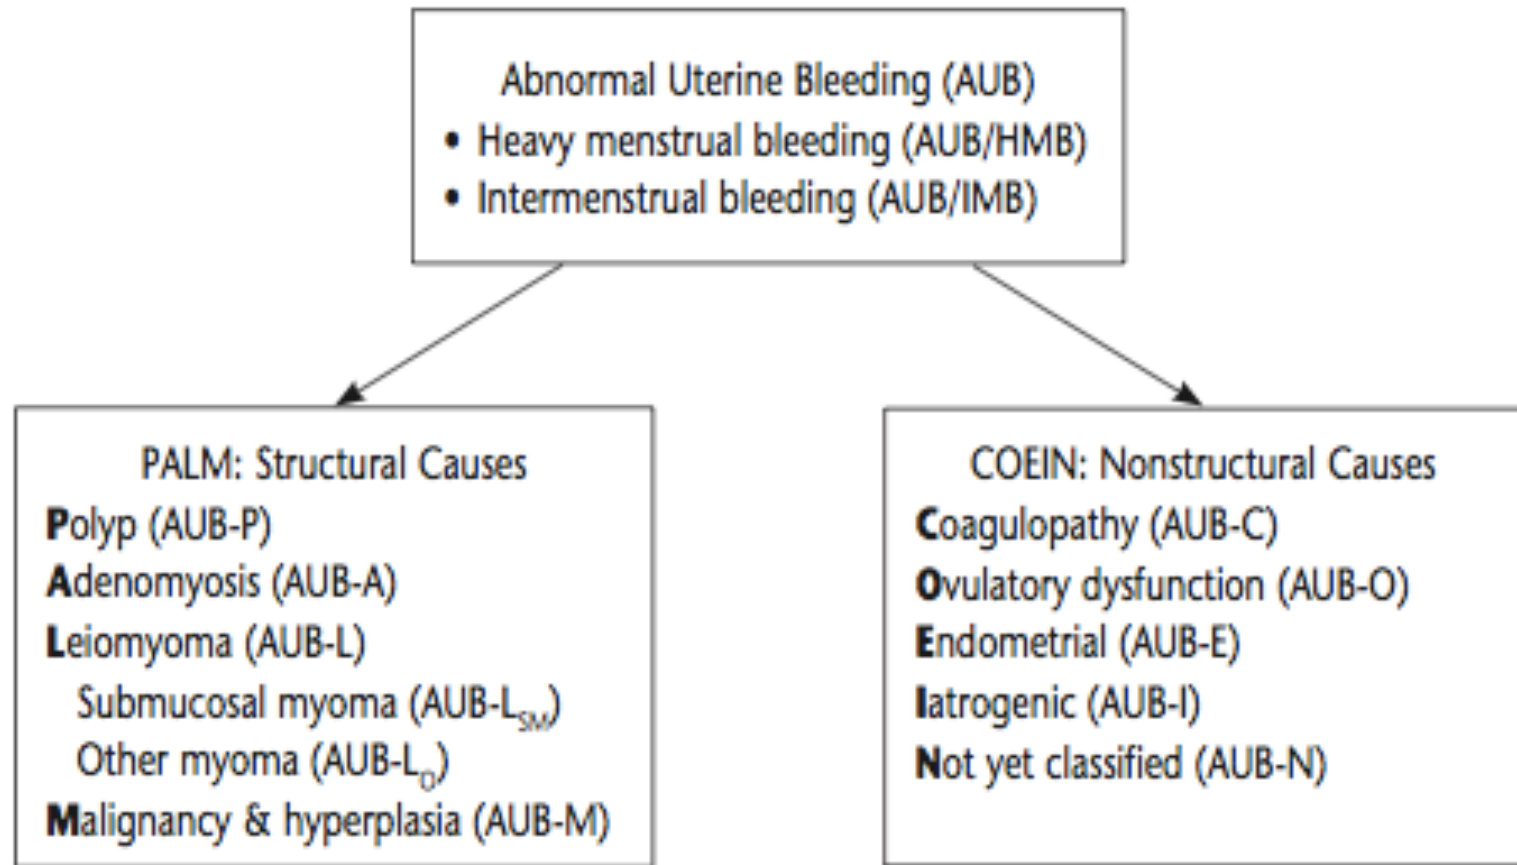 Abnormal Uterine Bleeding (AUB)
• Heavy menstrual bleeding (AUB/HMB)
• Intermenstrual bleeding (AUB/IMB)
PALM: Structural Causes
Polyp (AUB-P)
Adenomyosis (AUB-A)
Leiomyoma (AUB-L)
Submucosal myoma (AUB-L_SM)
Other myoma (AUB-L_O)
Malignancy & hyperplasia (AUB-M)
COEIN: Nonstructural Causes
Coagulopathy (AUB-C)
Ovulatory dysfunction (AUB-O)
Endometrial (AUB-E)
Iatrogenic (AUB-I)
Not yet classified (AUB-N)